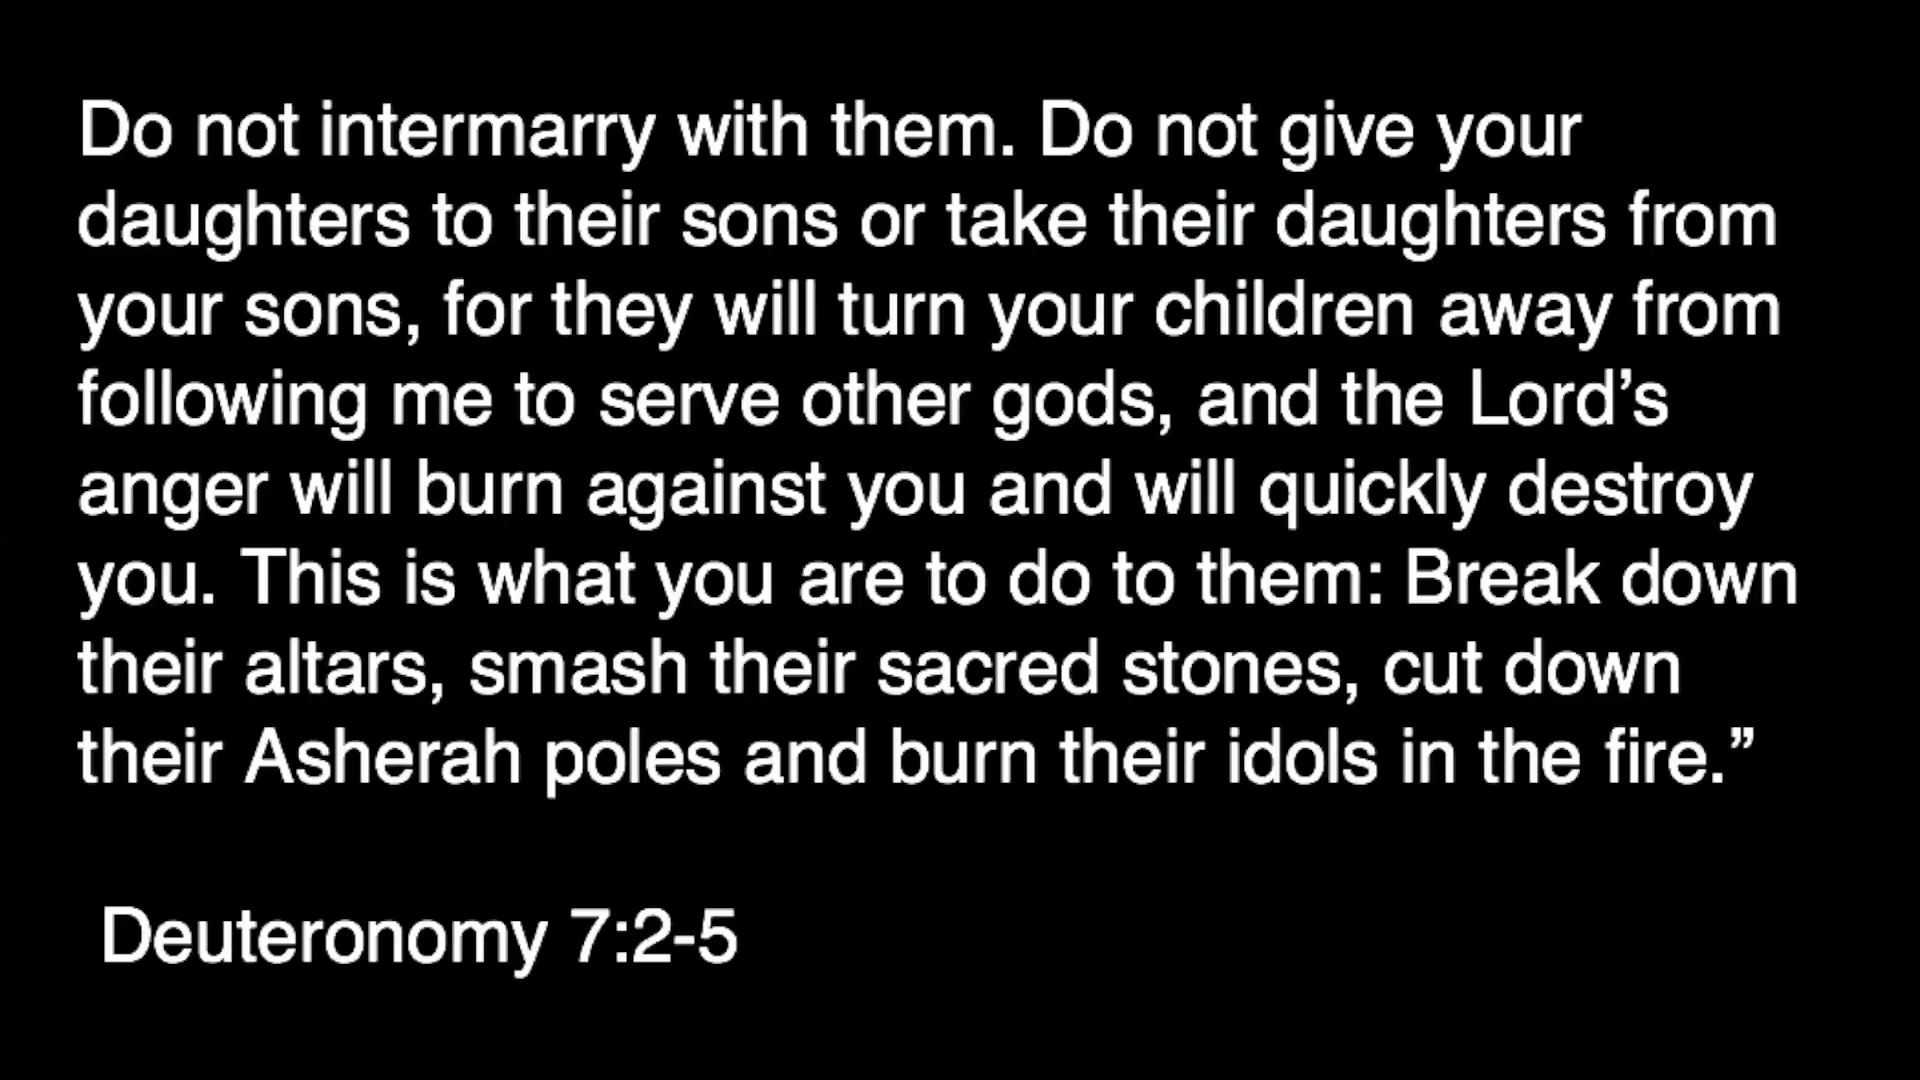 Do not intermarry with them. Do not give your
daughters to their sons or take their daughters from
your sons, for they will turn your children away from
following me to serve other gods, and the Lord’s
anger will burn against you and will quickly destroy
you. This is what you are to do to them: Break down
their altars, smash their sacred stones, cut down
their Asherah poles and burn their idols in the fire.”
Deuteronomy 7:2-5